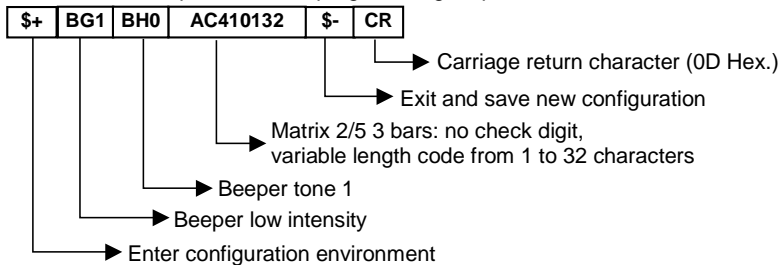 $+ BG1 BH0 AC410132 $- CR
Carriage return character (0D Hex.)
Exit and save new configuration
Matrix 2/5 3 bars: no check digit,
variable length code from 1 to 32 characters
Beeper tone 1
Beeper low intensity
Enter configuration environment